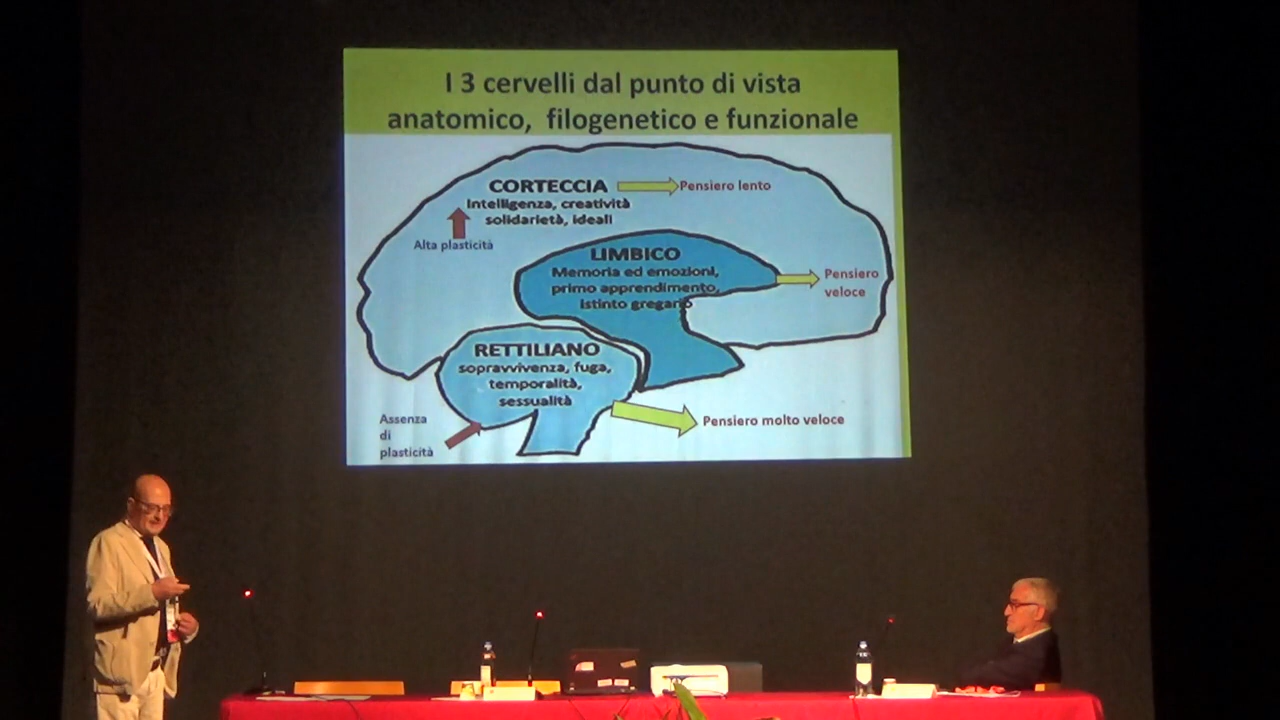 I 3 cervelli dal punto di vista
anatomico, filogenetico e funzionale
CORTECCIA
Pensiero lento
Intelligenza, creatività
solidarietà, ideali
Alta plasticità
LIMBICO
Memoria ed emozioni,
primo apprendimento,
istinto gregario
Pensiero
veloce
RETTILIANO
sopravvivenza, fuga,
temporalità,
sessualità
Assenza
di
plasticità
Pensiero molto veloce